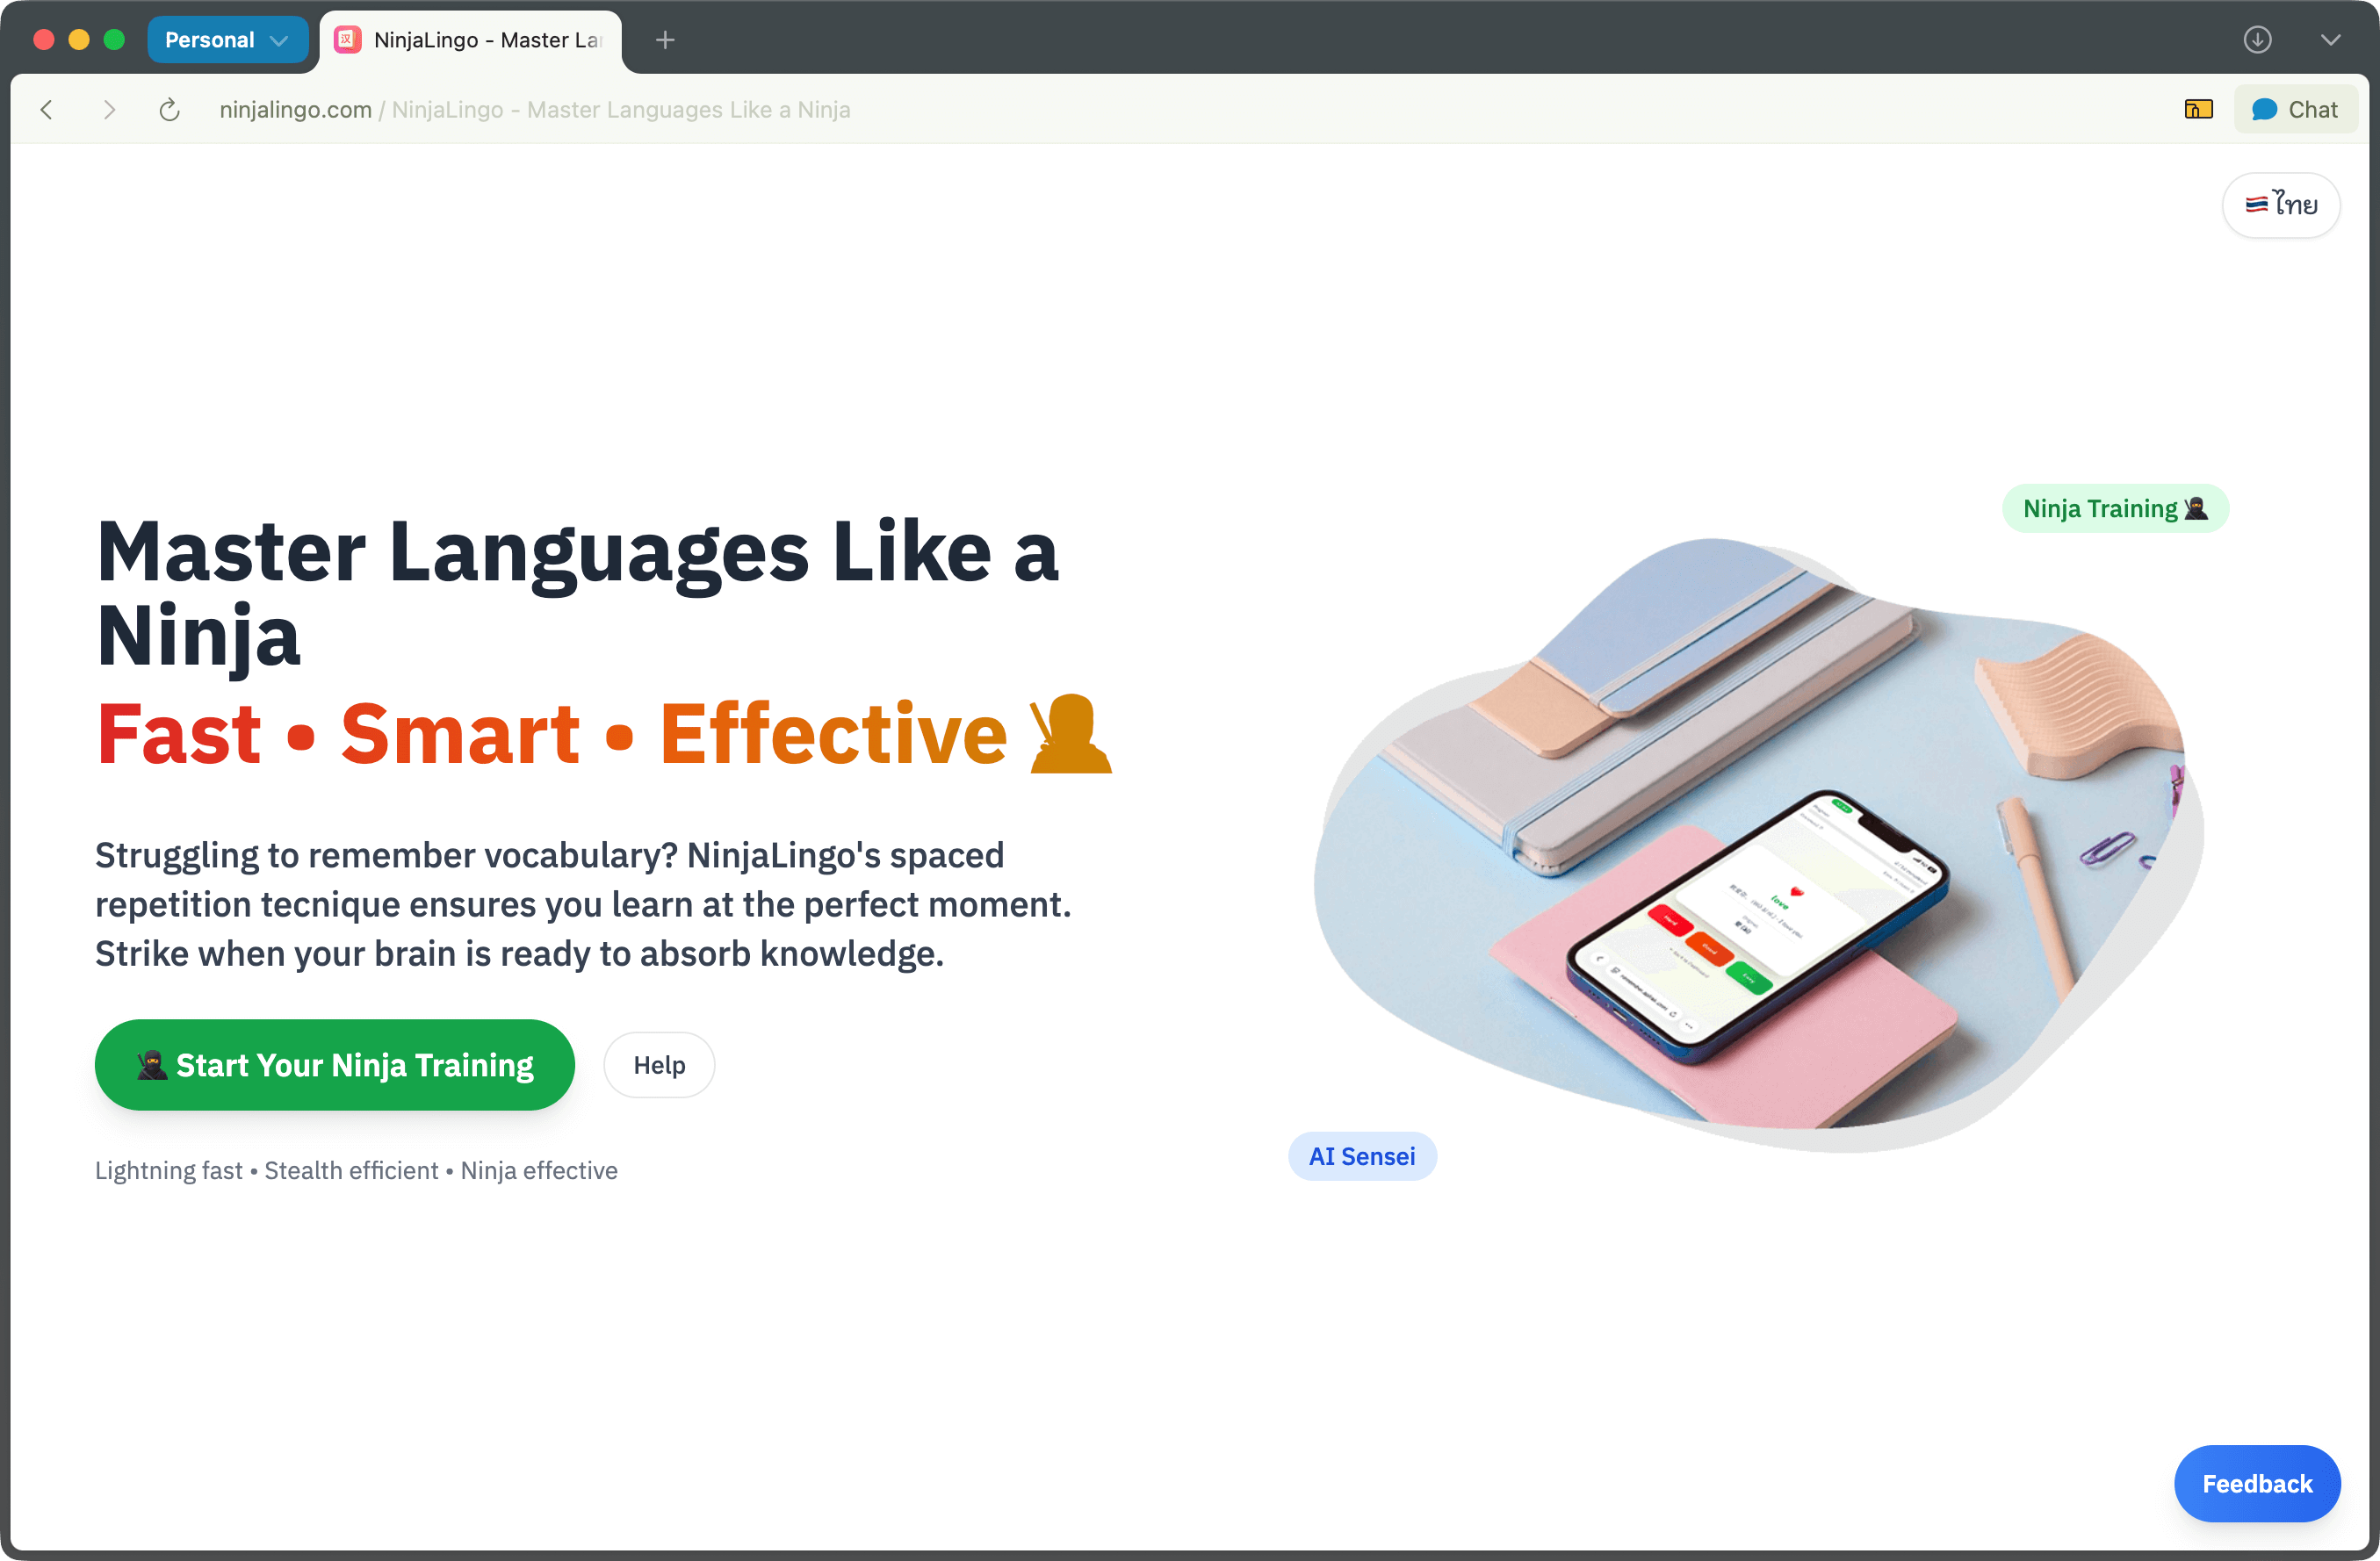 Personal
NinjaLingo - Master La
ninjalingo.com / NinjaLingo - Master Languages Like a Ninja
Chat
ไทย
Master Languages Like a
Ninja
Fast • Smart • Effective
Struggling to remember vocabulary? NinjaLingo's spaced
repetition tecnique ensures you learn at the perfect moment.
Strike when your brain is ready to absorb knowledge.
Start Your Ninja Training
Help
Lightning fast • Stealth efficient • Ninja effective
Ninja Training
love
AI Sensei
Feedback